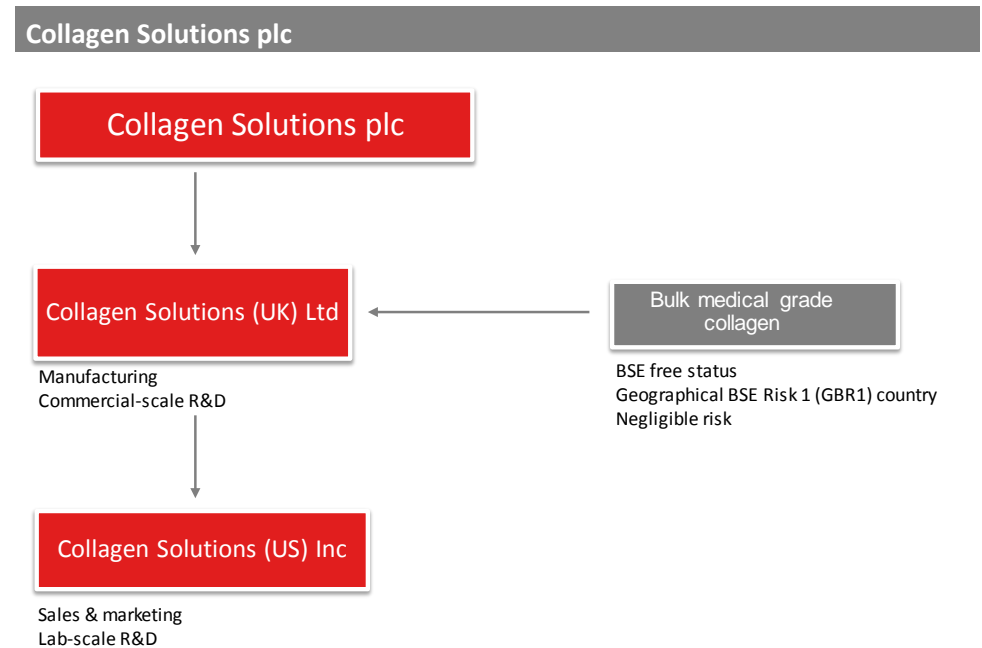 Collagen Solutions plc
Collagen Solutions plc
Collagen Solutions (UK) Ltd
Manufacturing
Commercial-scale R&D
Bulk medical grade
collagen
BSE free status
Geographical BSE Risk 1 (GBR1) country
Negligible risk
Collagen Solutions (US) Inc
Sales & marketing
Lab-scale R&D